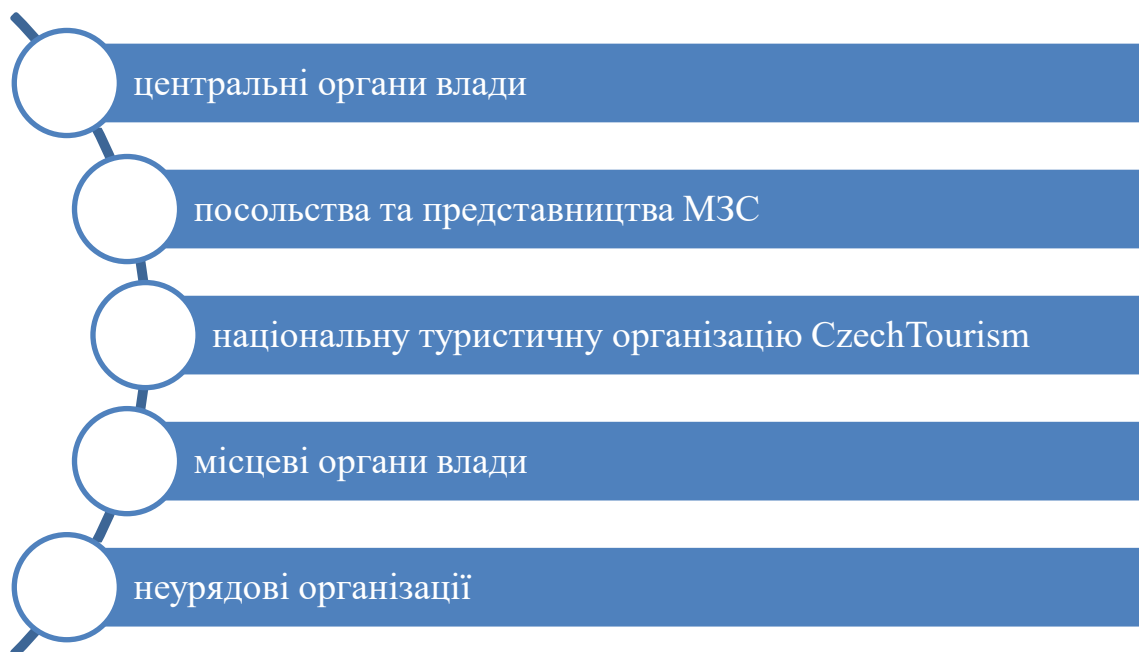 центральні органи влади
посольства та представництва МЗС
національну туристичну організацію CzechTourism
місцеві органи влади
неурядові організації